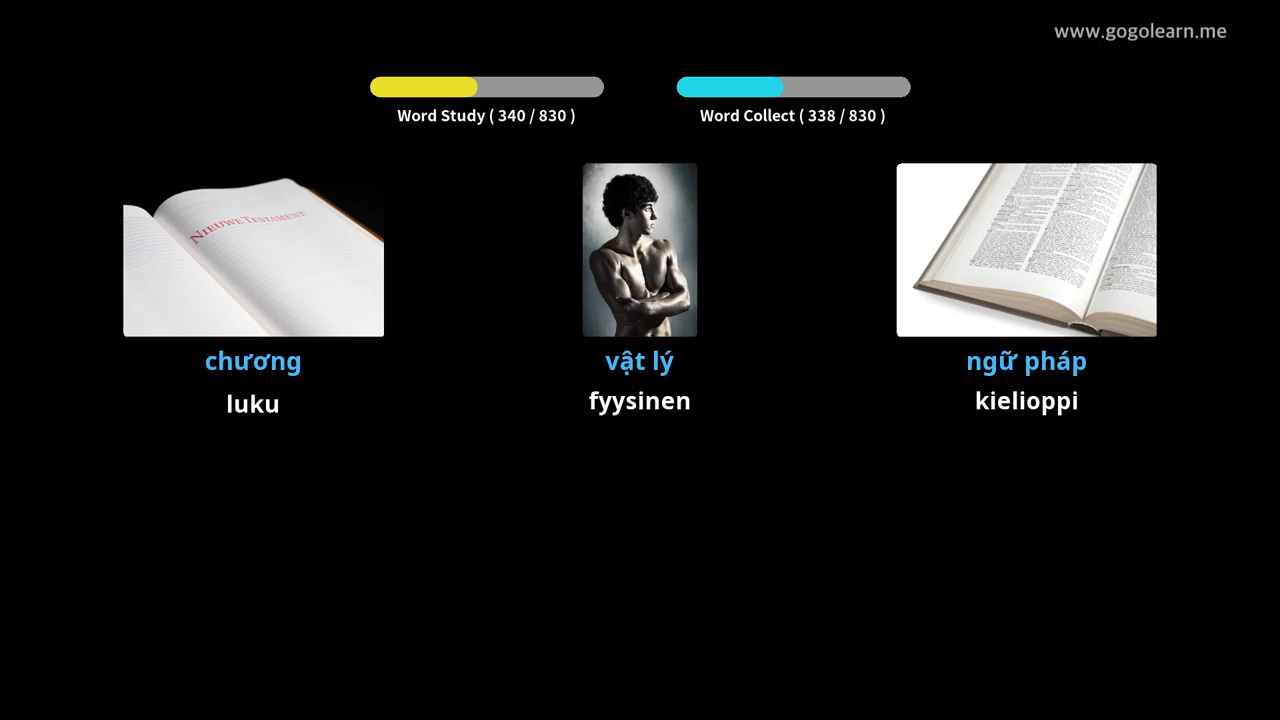 www.gogolearn.me
Word Study ( 340 / 830 )
Word Collect ( 338 / 830 )
NIEUWE TESTAMENT
chương
vật lý
ngữ pháp
luku
fyysinen
kielioppi